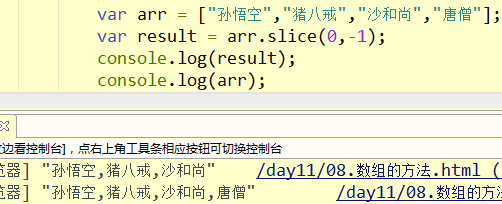 var arr = ["孙悟空","猪八戒","沙和尚","唐僧"];
var result = arr.slice(0,-1);
console.log(result);
console.log(arr);
边看控制台], 点右上角工具条相应按钮可切换控制台
览器] "孙悟空,猪八戒,沙和尚" /day11/08.数组的方法.html (
览器] "孙悟空,猪八戒,沙和尚,唐僧" /day11/08.数组的方